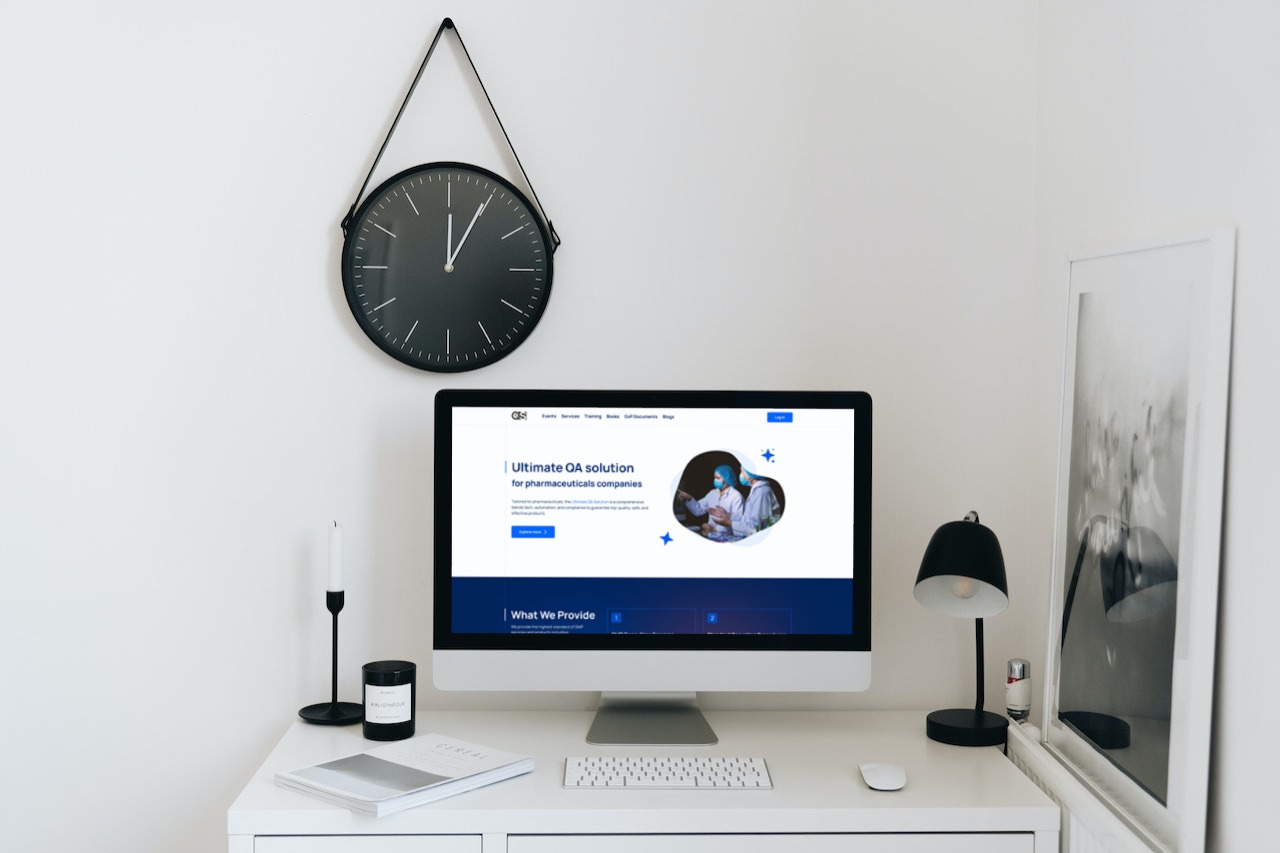 QS
Events Services Training Books GxP Documents Blogs
Log In
Ultimate QA solution
for pharmaceuticals companies
Tailored for pharmaceuticals, the Ultimate QA Solution is a comprehensive
blends tech, automation, and compliance to guarantee top quality, safe, and
effective products.
Explore more
What We Provide
We provide the highest standard of GMP
1
2
BIBLIOTHÈQUE
CEREAL